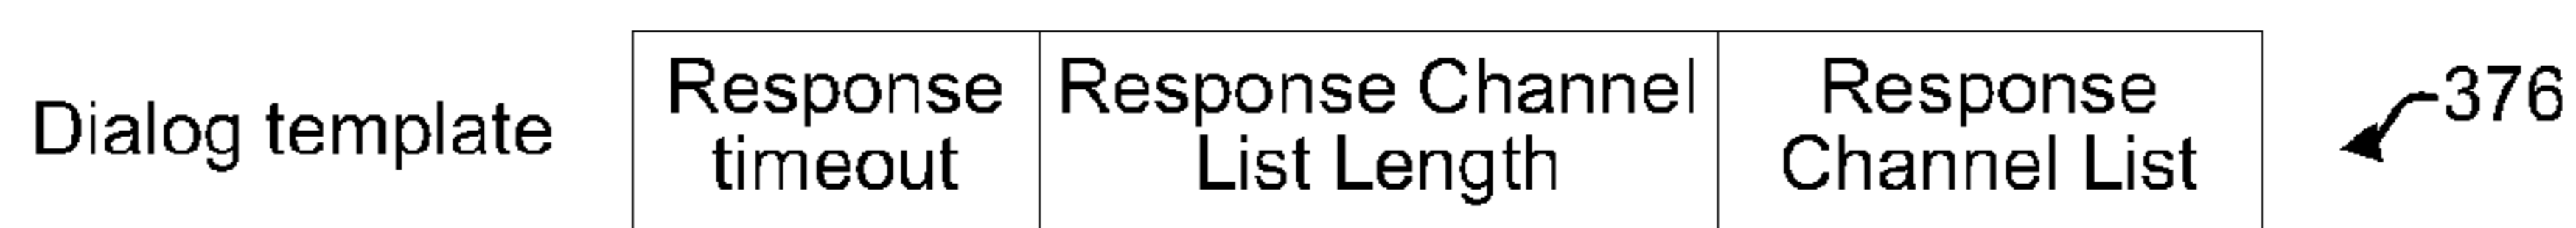 Dialog template
Response
timeout
Response Channel
List Length
Response
Channel List
376